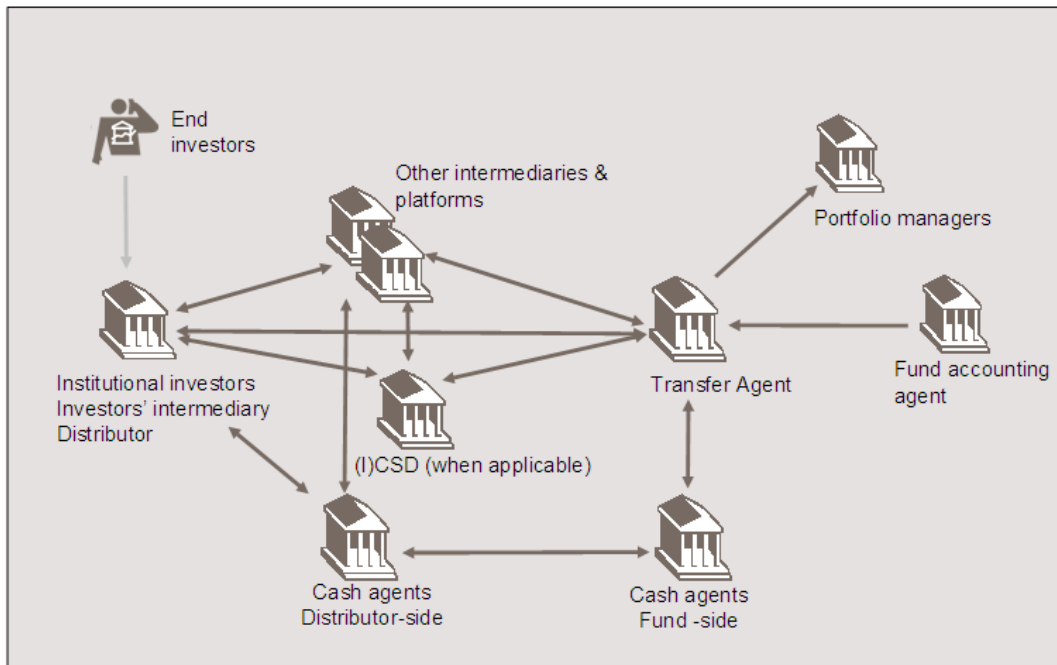 End
investors
Other intermediaries &
platforms
Portfolio managers
Institutional investors
Investors' intermediary
Distributor
Transfer Agent
Fund accounting
agent
(I)CSD (when applicable)
Cash agents
Distributor-side
Cash agents
Fund -side